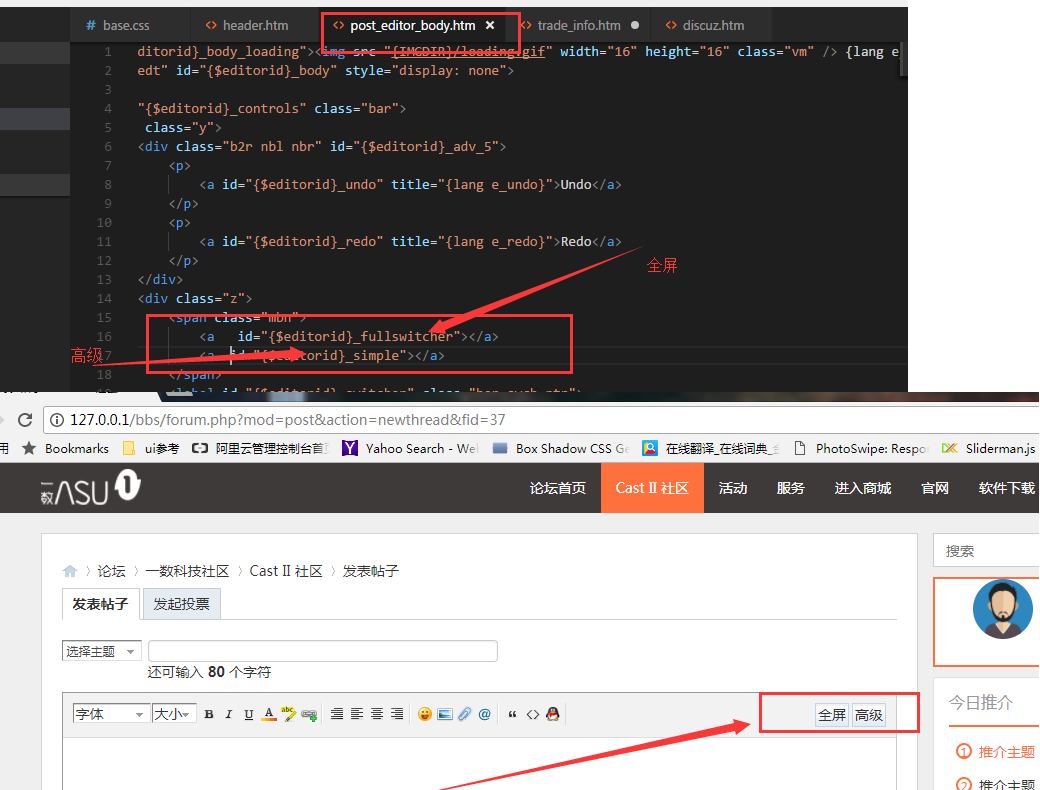 # base.css <> header.htm <> post_editor_body.htm × <> trade_info.htm ● <> discuz.htm
1 ditorid}_body_loading"><img src="{IMGDIR}/loading.gif" width="16" height="16" class="vm" /> {lang e_
2 edt" id="{$editorid}_body" style="display: none">
3
4 "{$editorid}_controls" class="bar">
5 class="y">
6 <div class="b2r nbl nbr" id="{$editorid}_adv_5">
7 <p>
8 <a id="{$editorid}_undo" title="{lang e_undo}">Undo</a>
9 </p>
10 <p>
11 <a id="{$editorid}_redo" title="{lang e_redo}">Redo</a>
12 </p>
全屏
13 </div>
14 <div class="z">
15 <span class="mbn">
16 <a id="{$editorid}_fullswitcher"></a>
高级
17 <a id="{$editorid}_simple"></a>
18 </span>
127.0.0.1/bbs/forum.php?mod=post&action=newthread&fid=37
用 Bookmarks ui参考 阿里云管理控制台首 Yahoo Search - We Box Shadow CSS Ge 在线翻译_在线词典_ PhotoSwipe: Respo Sliderman.js
一数 ASU 1 论坛首页 Cast II 社区 活动 服务 进入商城 官网 软件下载
搜索
论坛 〉 一数科技社区 〉 Cast II 社区 〉 发表帖子
发表帖子 发起投票
选择主题
还可输入 80 个字符
今日推介
字体 大小 B I U A abc @ “ <> 全屏 高级
1 推介主题
2 推介主题